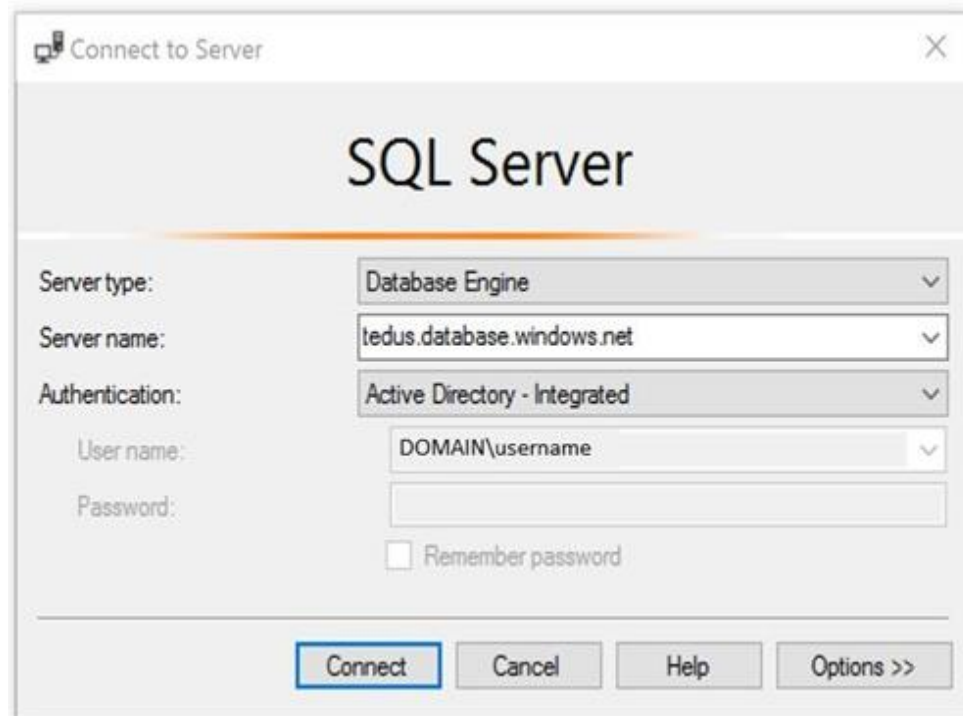 Connect to Server
SQL Server
Server type: Database Engine
Server name: tedus.database.windows.net
Authentication: Active Directory - Integrated
User name: DOMAIN\username
Password:
Remember password
Connect Cancel Help Options >>